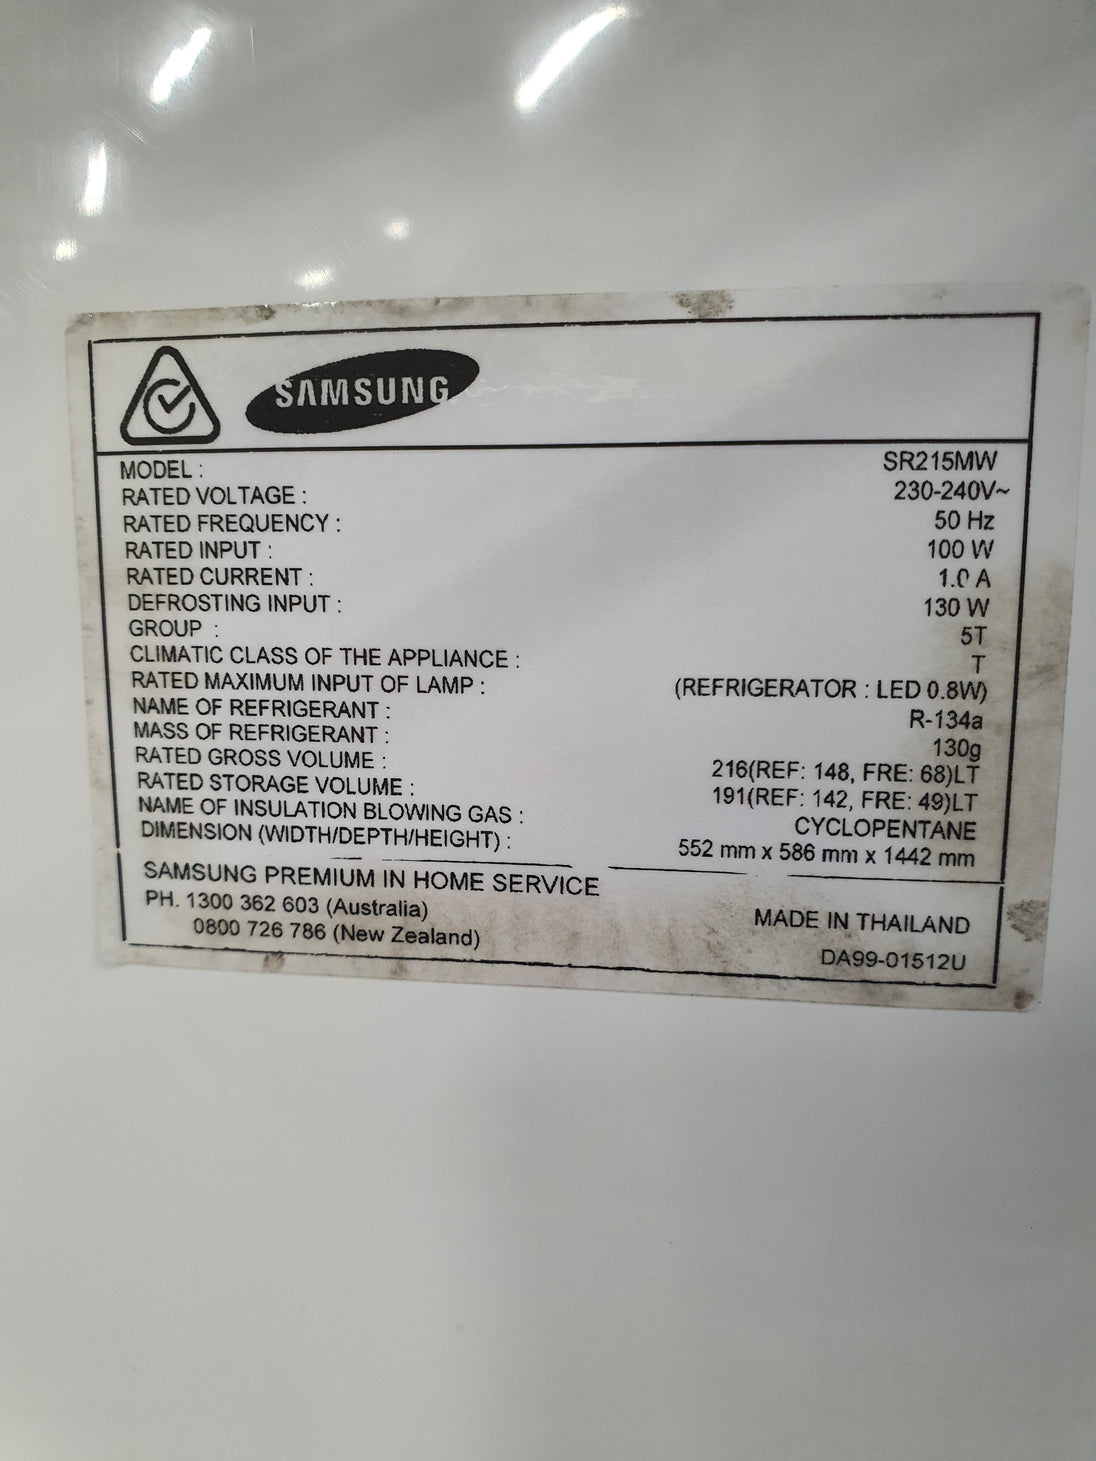 SAMSUNG
MODEL : SR215MW
RATED VOLTAGE : 230-240V~
RATED FREQUENCY : 50 Hz
RATED INPUT : 100 W
RATED CURRENT : 1.0 A
DEFROSTING INPUT : 130 W
GROUP : 5T
CLIMATIC CLASS OF THE APPLIANCE : T
RATED MAXIMUM INPUT OF LAMP : (REFRIGERATOR : LED 0.8W)
NAME OF REFRIGERANT : R-134a
MASS OF REFRIGERANT : 130g
RATED GROSS VOLUME : 216(REF: 148, FRE: 68)LT
RATED STORAGE VOLUME : 191(REF: 142, FRE: 49)LT
NAME OF INSULATION BLOWING GAS : CYCLOPENTANE
DIMENSION (WIDTH/DEPTH/HEIGHT) : 552 mm x 586 mm x 1442 mm
SAMSUNG PREMIUM IN HOME SERVICE
PH. 1300 362 603 (Australia)
0800 726 786 (New Zealand)
MADE IN THAILAND
DA99-01512U